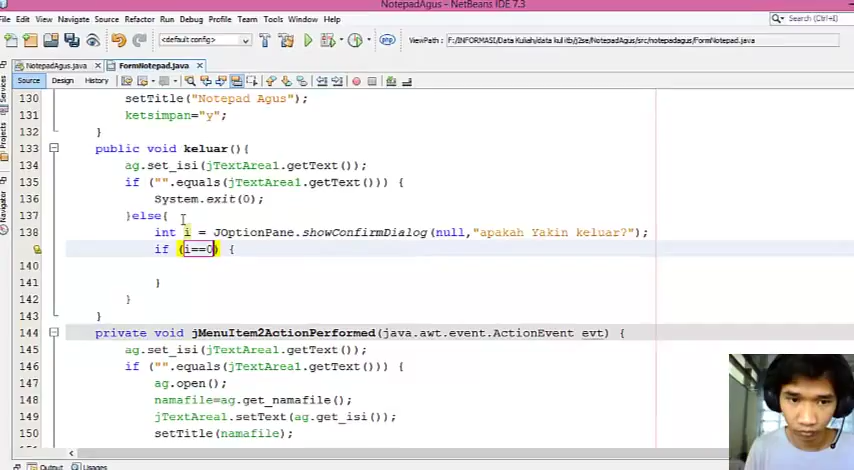 NotepadAgus - NetBeans IDE 7.3
File Edit View Navigate Source Refactor Run Debug Profile Team Tools Window Help
Search (Ctrl+I)
<default config>
php
ViewPath : F:/INFORMASI/Data Kuliah/data kul itb/j2se/NotepadAgus/src/notepadagus/FormNotepad.java
NotepadAgus.java
FormNotepad.java
Source Design History
Services
Projects
Navigator
130 setTitle("Notepad Agus");
131 ketsimpan="y";
132 }
133 public void keluar(){
134 ag.set_isi(jTextArea1.getText());
135 if ("".equals(jTextArea1.getText())) {
136 System.exit(0);
137 }else{
138 int i = JOptionPane.showConfirmDialog(null,"apakah Yakin keluar?");
if (i==0) {
140
141 }
142 }
143 }
144 private void jMenuItem2ActionPerformed(java.awt.event.ActionEvent evt) {
145 ag.set_isi(jTextArea1.getText());
146 if ("".equals(jTextArea1.getText())) {
147 ag.open();
148 namafile=ag.get_namafile();
149 jTextArea1.setText(ag.get_isi());
150 setTitle(namafile);
Output Usages